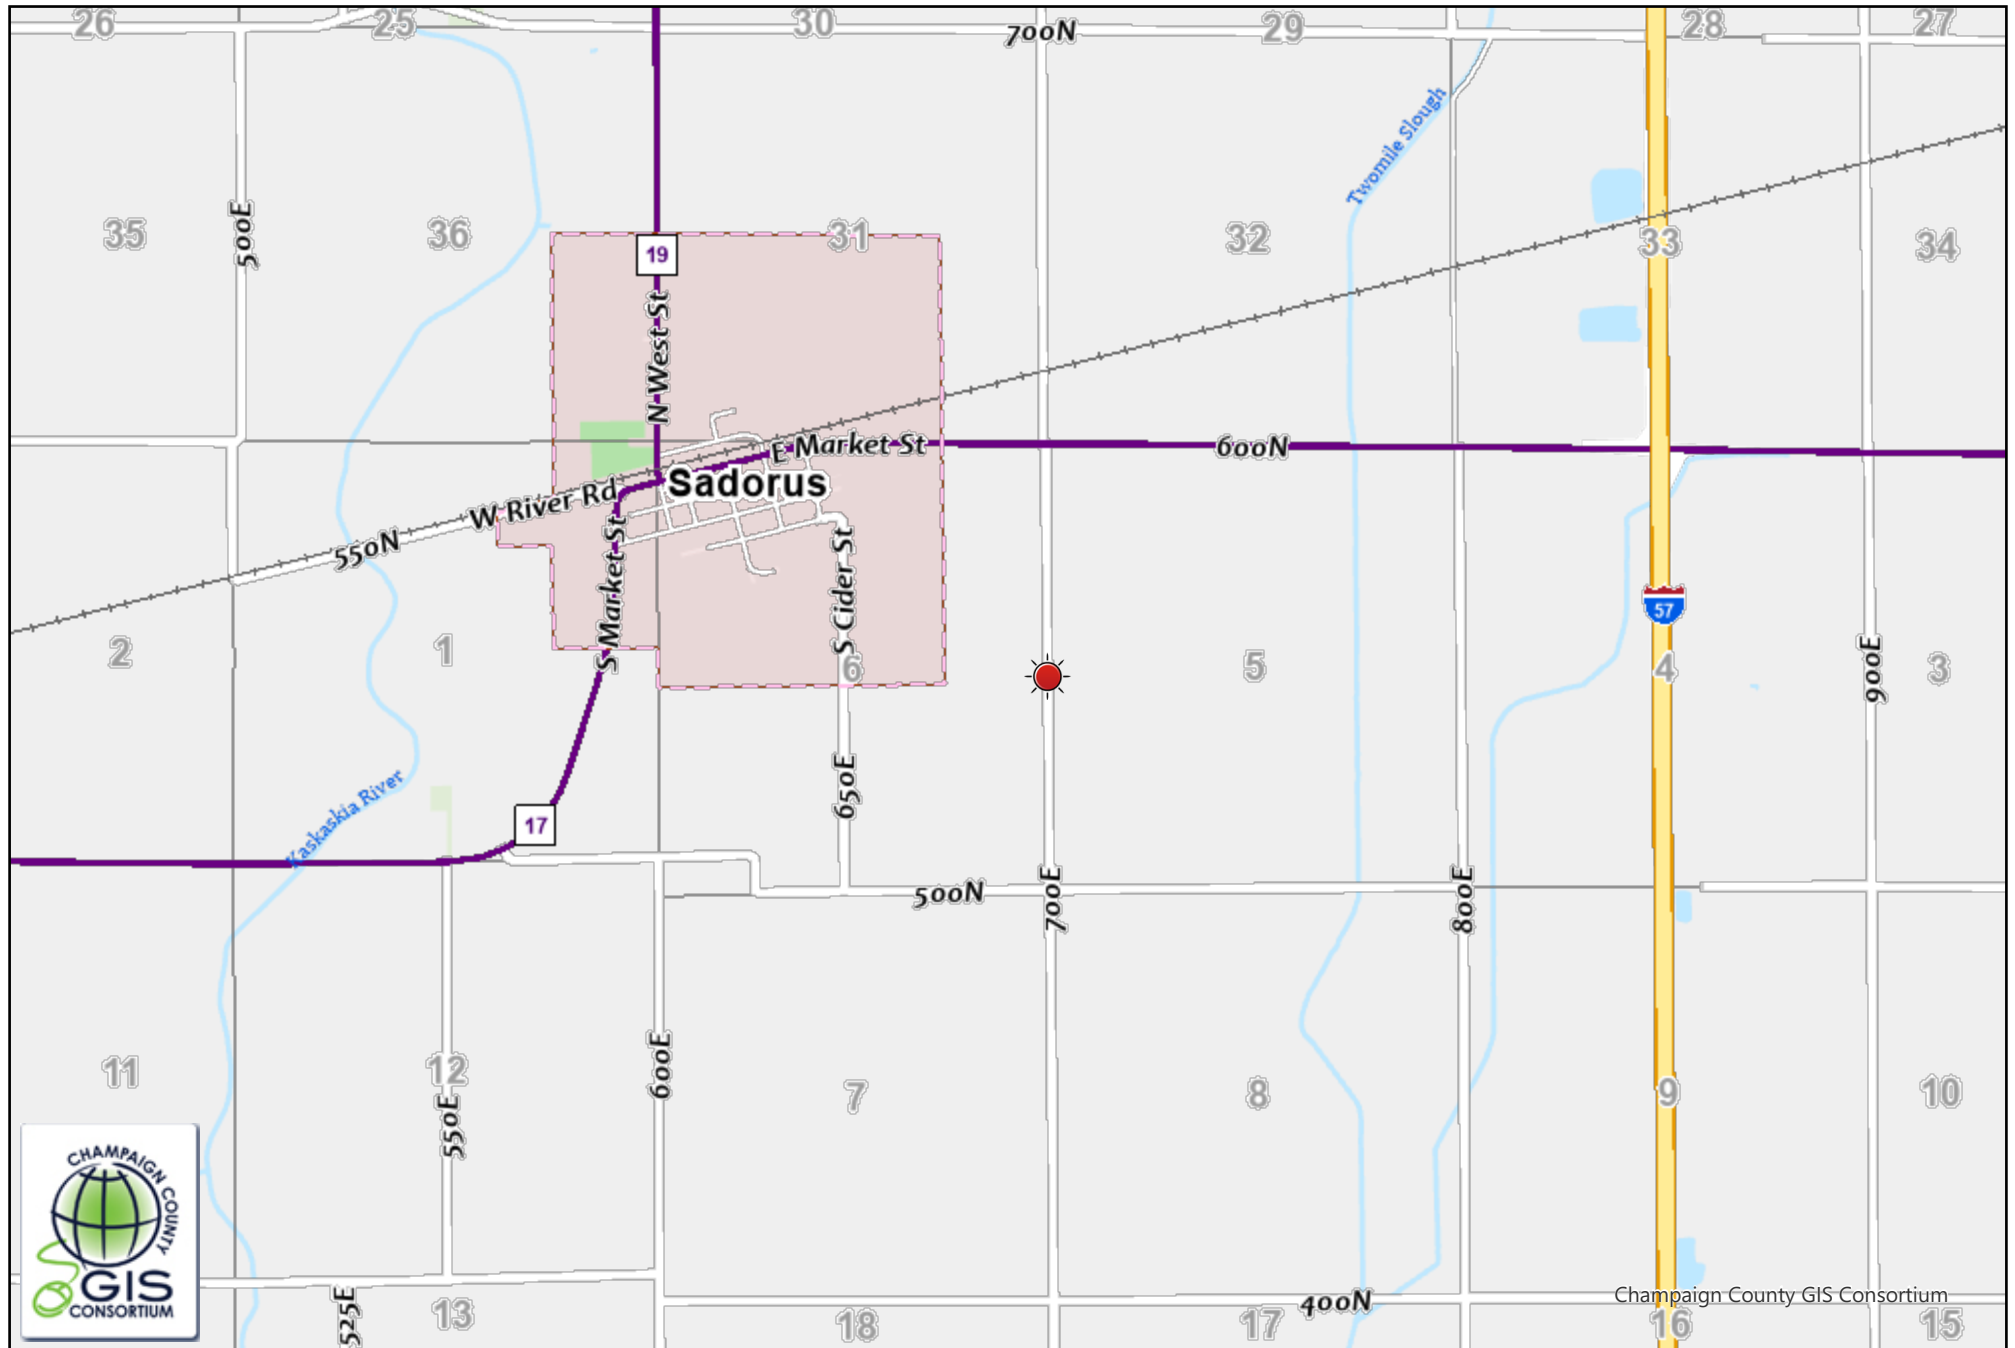 26
25
30
700N
29
28
27
Twomile Slough
35
500E
36
31
32
33
34
19
N West St
E Market St
600N
Sadorus
W River Rd
550N
S Market St
S Cider St
57
2
1
6
5
4
900E
3
650E
Kaskaskia River
17
500N
700E
800E
11
12
550E
600E
7
8
9
10
CHAMPAIGN COUNTY
GIS
CONSORTIUM
525E
13
18
17
400N
Champaign County GIS Consortium
16
15